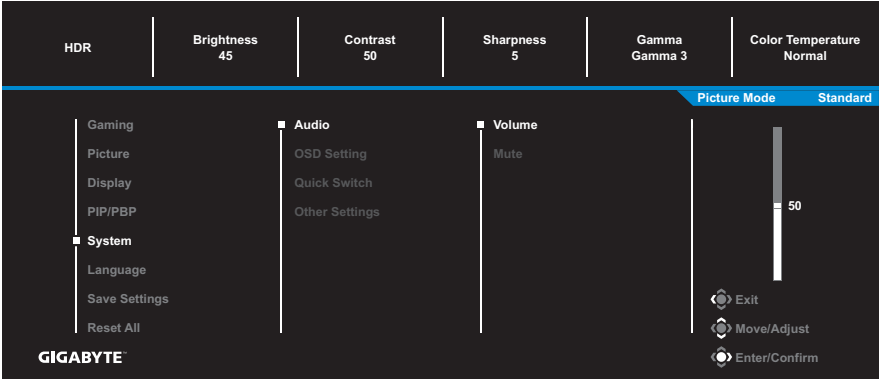 HDR
Brightness
45
Contrast
50
Sharpness
5
Gamma
Gamma 3
Color Temperature
Normal
Picture Mode Standard
Gaming
Picture
Display
PIP/PBP
System
Language
Save Settings
Reset All
Audio
OSD Setting
Quick Switch
Other Settings
Volume
Mute
50
Exit
Move/Adjust
Enter/Confirm
GIGABYTE™